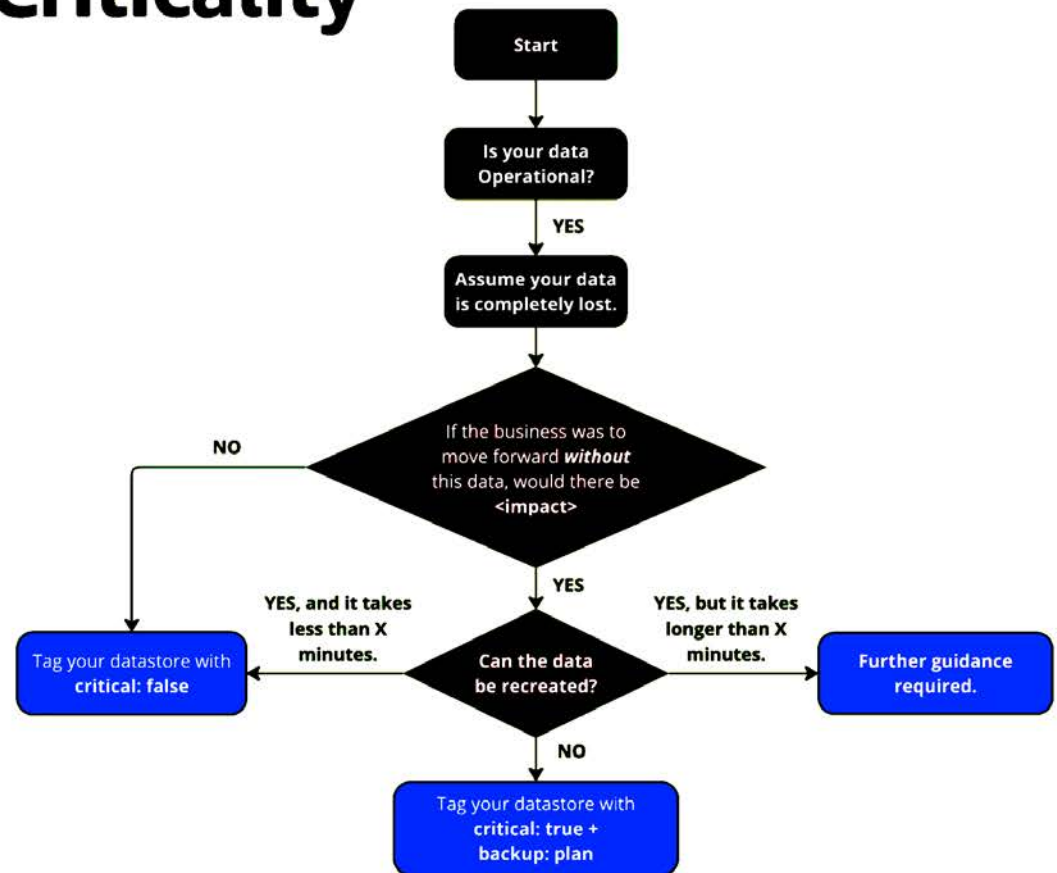 Criticality
Start
Is your data
Operational?
YES
Assume your data
is completely lost.
If the business was to
move forward without
this data, would there be
<impact>
NO
YES
YES, and it takes
less than X
minutes.
YES, but it takes
longer than X
minutes.
Tag your datastore with
critical: false
Can the data
be recreated?
Further guidance
required.
NO
Tag your datastore with
critical: true +
backup: plan